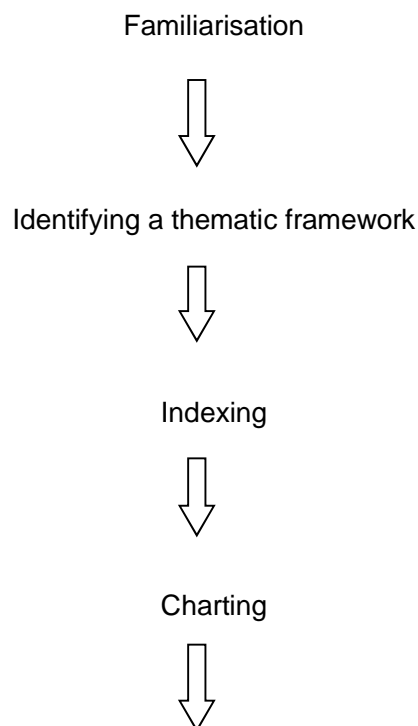 Familiarisation
Identifying a thematic framework
Indexing
Charting